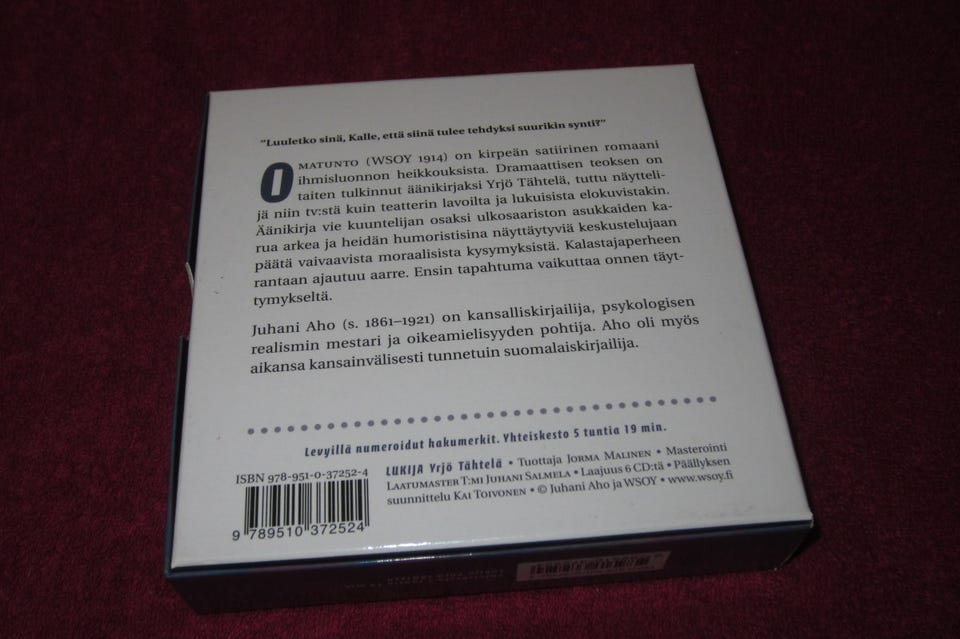 "Luuletko sinä, Kalle, että siinä tulee tehdyksi suurikin synti?"
OMATUNTO (WSOY 1914) on kirpeän satiirinen romaani
ihmisluonnon heikkouksista. Dramaattisen teoksen on
taiten tulkinnut äänikirjaksi Yrjö Tähtelä, tuttu näytteli-
jä niin tv:stä kuin teatterin lavoilta ja lukuisista elokuvistakin.
Äänikirja vie kuuntelijan osaksi ulkosaariston asukkaiden ka-
rua arkea ja heidän humoristisina näyttäytyviä keskustelujaan
päätä vaivaavista moraalisista kysymyksistä. Kalastajaperheen
rantaan ajautuu aarre. Ensin tapahtuma vaikuttaa onnen täyt-
tymykseltä.
Juhani Aho (s. 1861–1921) on kansalliskirjailija, psykologisen
realismin mestari ja oikeamielisyyden pohtija. Aho oli myös
aikansa kansainvälisesti tunnetuin suomalaiskirjailija.
Levyillä numeroidut hakumerkit. Yhteiskesto 5 tuntia 19 min.
ISBN 978-951-0-37252-4
9 789510 372524
LUKIJA Yrjö Tähtelä • Tuottaja JORMA MALINEN • Masterointi
LAATUMASTER T:MI JUHANI SALMELA • Laajuus 6 CD:tä • Päällyksen
suunnittelu KAI TOIVONEN • © Juhani Aho ja WSOY • www.wsoy.fi